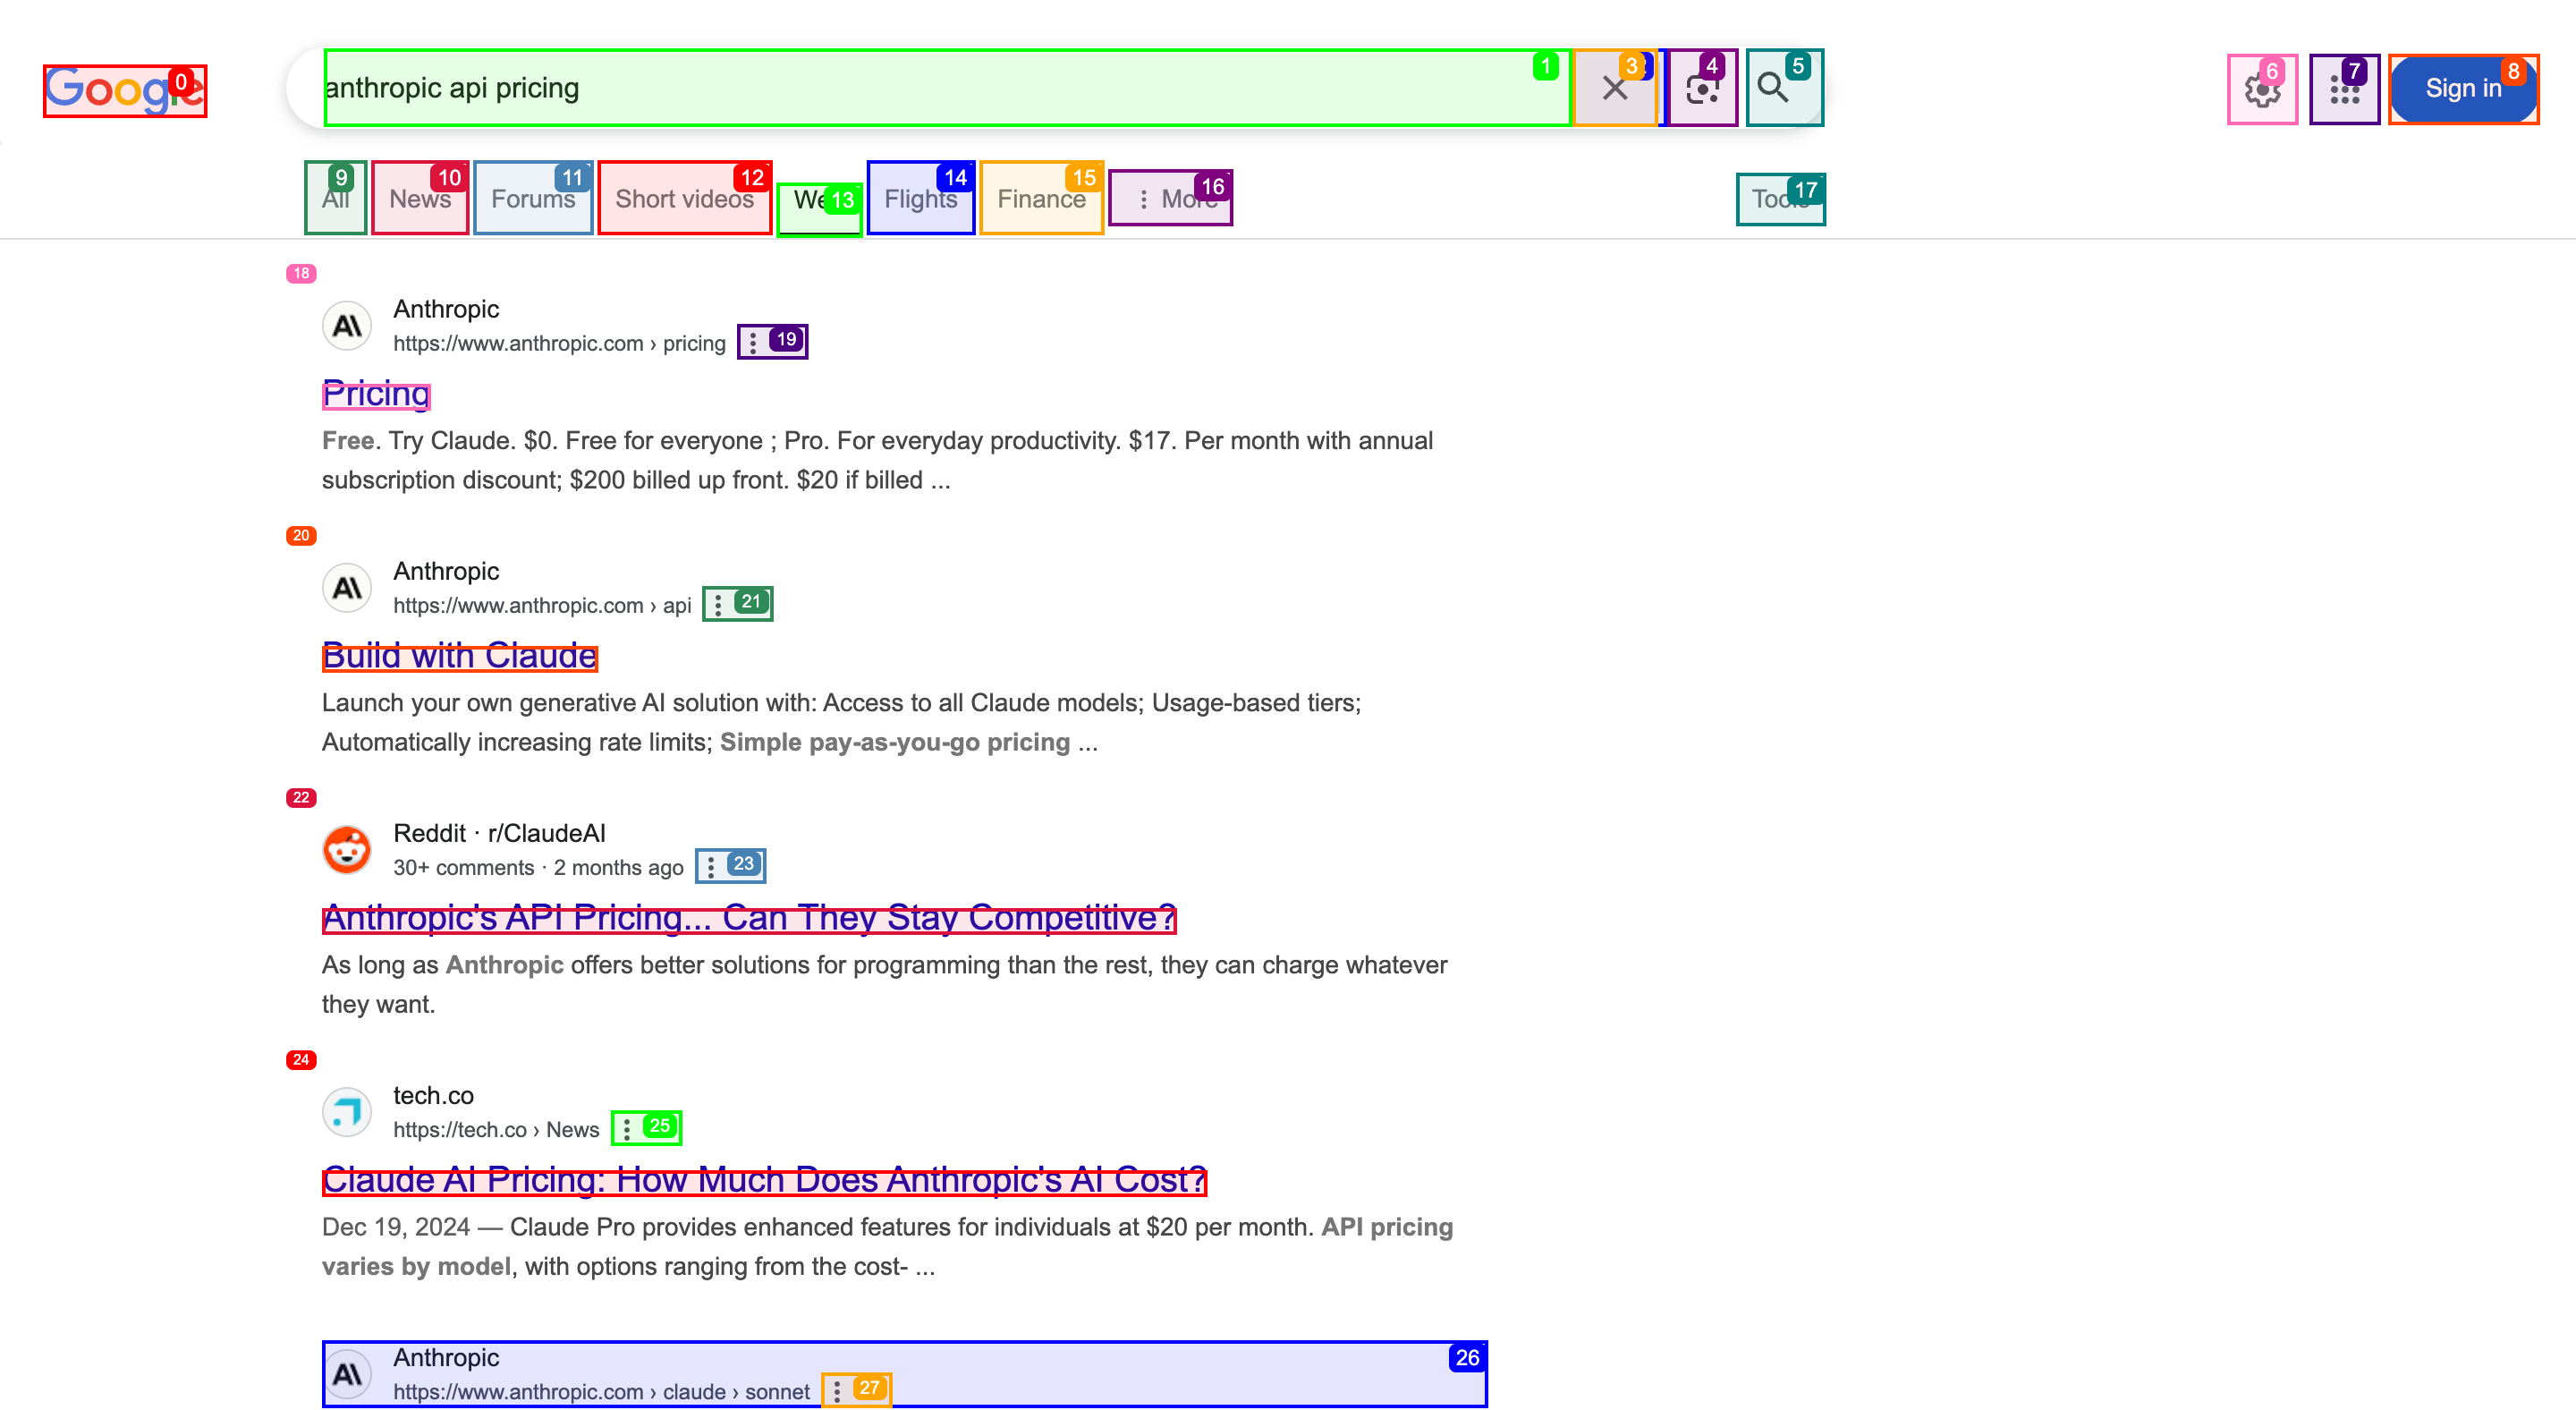 Google
0
anthropic api pricing
1
3
4
5
6
7
Sign in
8
All
9
News
10
Forums
11
Short videos
12
We
13
Flights
14
Finance
15
More
16
Tools
17
18
Anthropic
https://www.anthropic.com › pricing
19
Pricing
Free. Try Claude. $0. Free for everyone ; Pro. For everyday productivity. $17. Per month with annual
subscription discount; $200 billed up front. $20 if billed ...
20
Anthropic
https://www.anthropic.com › api
21
Build with Claude
Launch your own generative AI solution with: Access to all Claude models; Usage-based tiers;
Automatically increasing rate limits; Simple pay-as-you-go pricing ...
22
Reddit · r/ClaudeAI
30+ comments · 2 months ago
23
Anthropic's API Pricing... Can They Stay Competitive?
As long as Anthropic offers better solutions for programming than the rest, they can charge whatever
they want.
24
tech.co
https://tech.co › News
25
Claude AI Pricing: How Much Does Anthropic's AI Cost?
Dec 19, 2024 — Claude Pro provides enhanced features for individuals at $20 per month. API pricing
varies by model, with options ranging from the cost- ...
Anthropic
26
https://www.anthropic.com › claude › sonnet
27